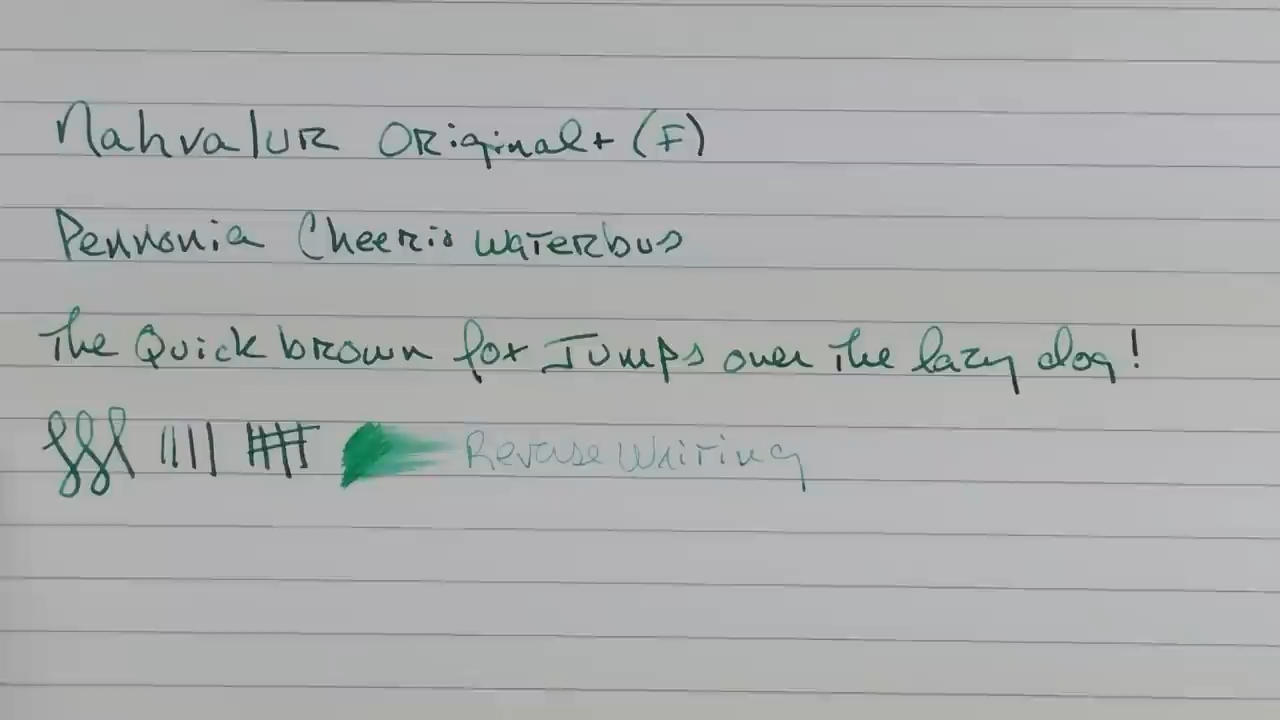 Nahvalur Original+ (F)
Pennonia Cheerio Waterbus
The Quick brown fox Jumps over The lazy dog!
Reverse Writing